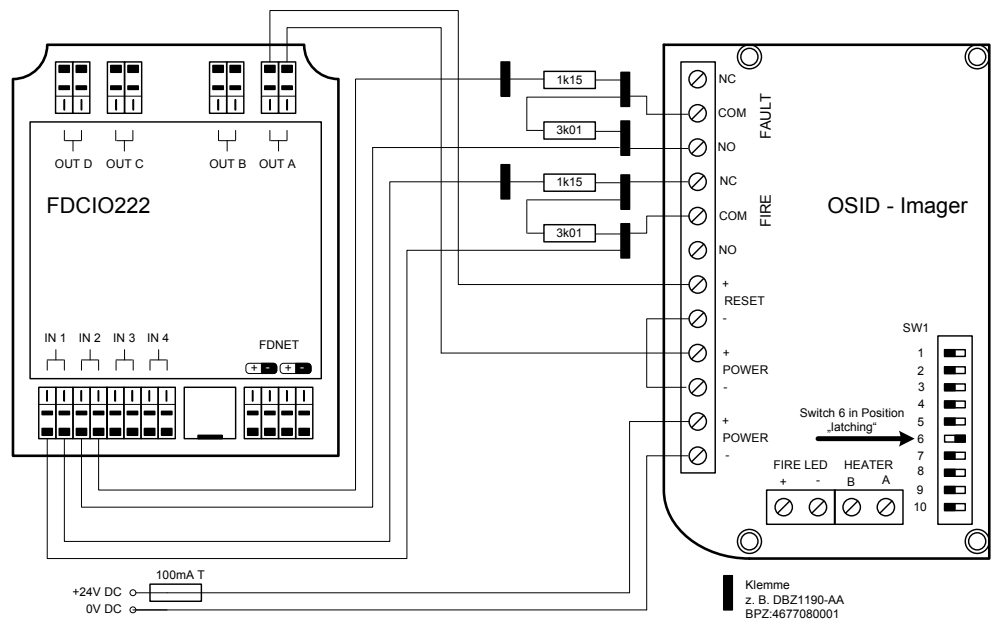 OUT D
OUT C
OUT B
OUT A
FDCIO222
IN 1
IN 2
IN 3
IN 4
FDNET
+ - + -
1k15
3k01
1k15
3k01
NC
COM
NO
FAULT
NC
COM
NO
FIRE
+
RESET
-
+
POWER
-
+
POWER
-
OSID - Imager
SW1
1
2
3
4
5
6
7
8
9
10
Switch 6 in Position
„latching“
FIRE LED
+ -
HEATER
B A
100mA T
+24V DC
0V DC
Klemme
z. B. DBZ1190-AA
BPZ:4677080001